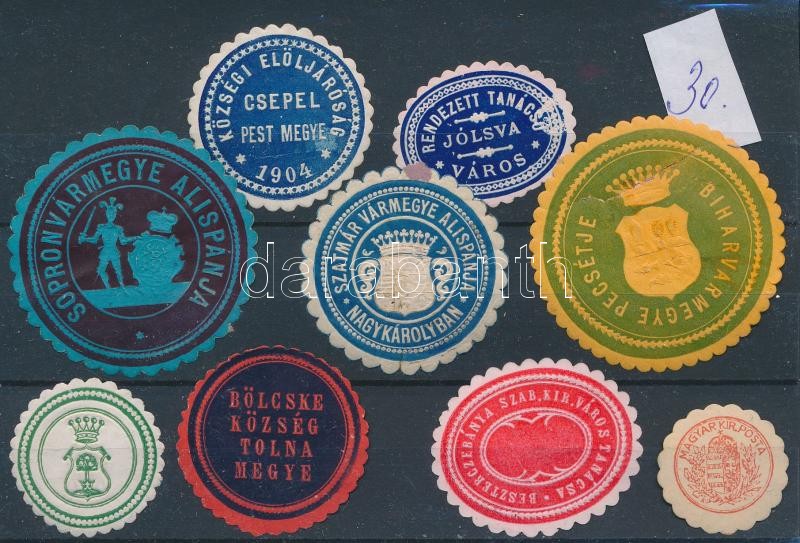 KÖZSÉGI ELÖLJÁRÓSÁG
CSEPEL
PEST MEGYE
* 1904 *
RENDEZETT TANÁCSÚ
JÓLSVA
VÁROS
30.
SOPRONVÁRMEGYE ALISPÁNJA
*
SZATMÁR VÁRMEGYE ALISPÁNJA
* NAGYKÁROLYBAN *
BIHARVÁRMEGYE PECSÉTJE
darabanth
BÖLCSKE
KÖZSÉG
TOLNA
MEGYE
BESZTERCZEBÁNYA SZAB. KIR. VÁROS TANÁCSA
MAGYAR KIR. POSTA